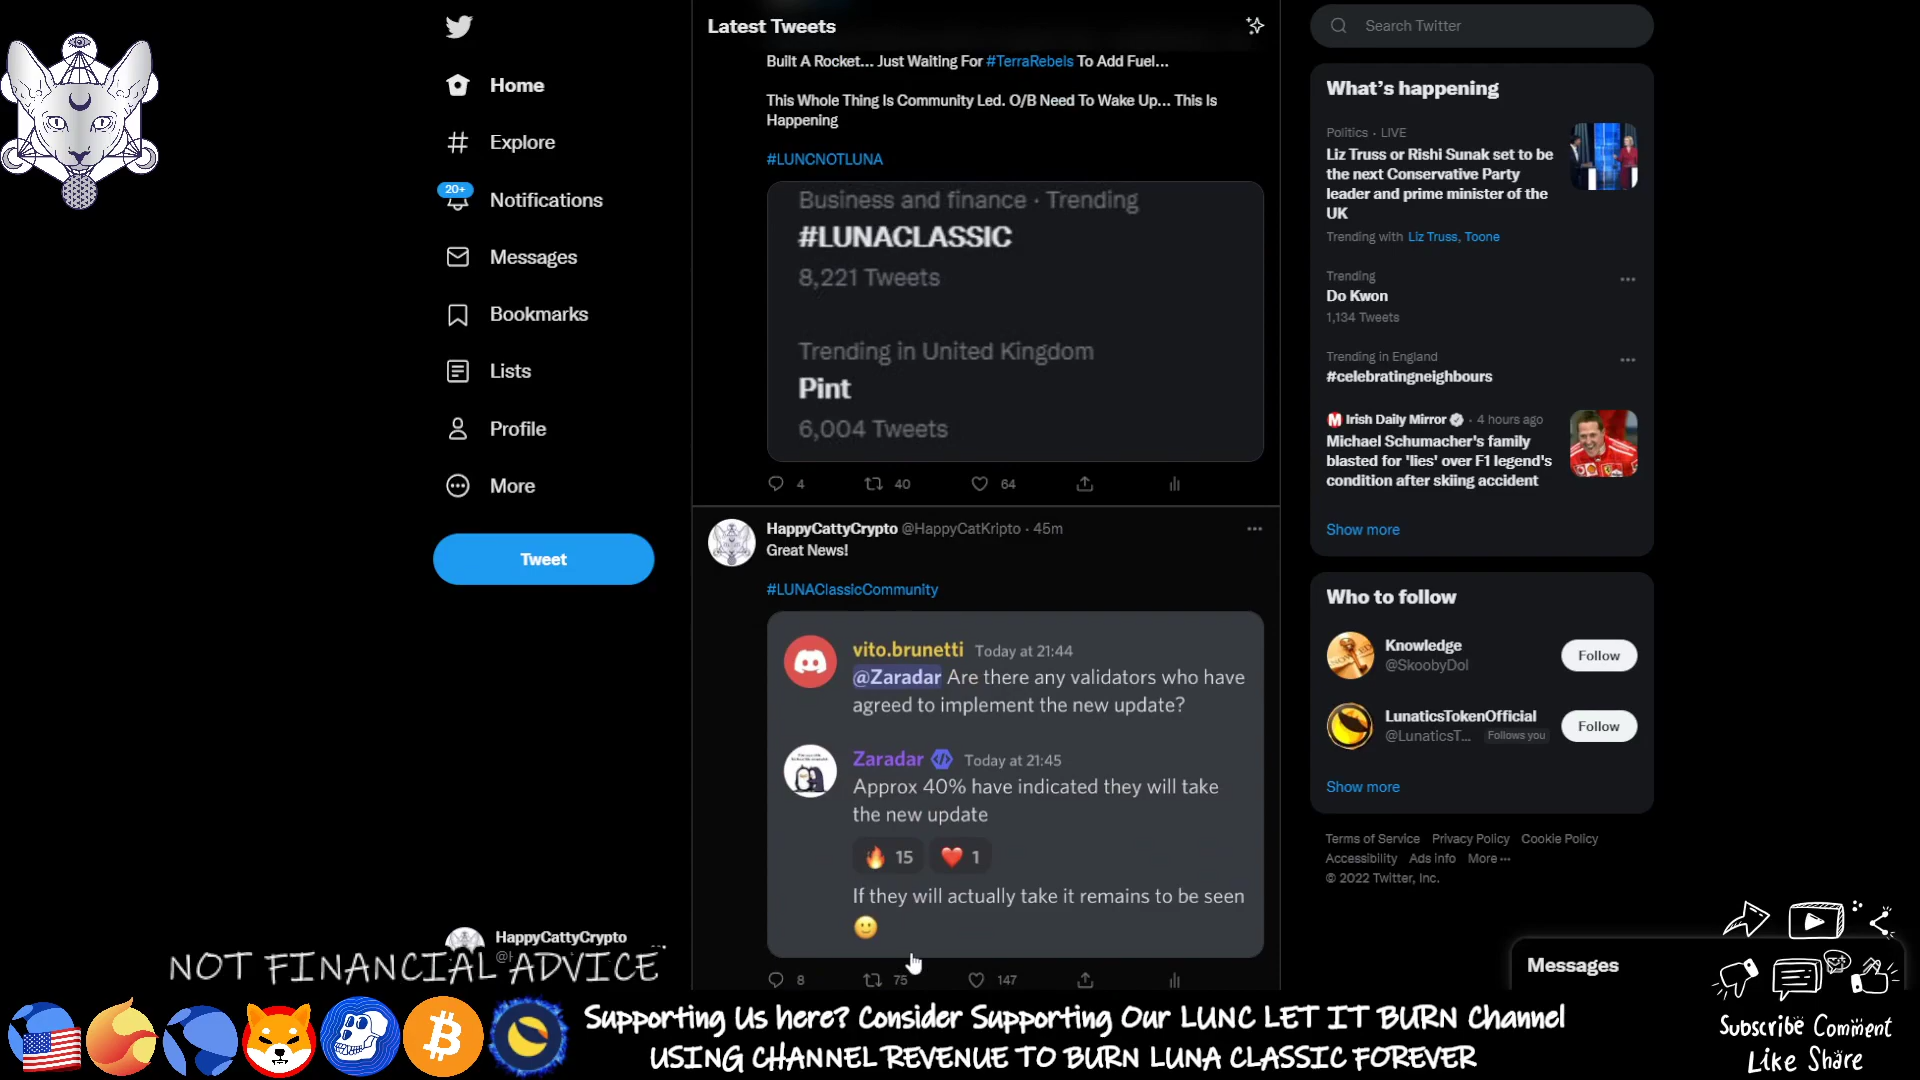 Home
Explore
20+
Notifications
Messages
Bookmarks
Lists
Profile
More
Tweet
HappyCattyCrypto
Latest Tweets
Built A Rocket... Just Waiting For #TerraRebels To Add Fuel...
This Whole Thing Is Community Led. O/B Need To Wake Up... This Is
Happening
#LUNCNOTLUNA
Business and finance · Trending
#LUNACLASSIC
8,221 Tweets
Trending in United Kingdom
Pint
6,004 Tweets
4 40 64
HappyCattyCrypto @HappyCatKripto · 45m
Great News!
#LUNAClassicCommunity
vito.brunetti Today at 21:44
@Zaradar Are there any validators who have
agreed to implement the new update?
Zaradar Today at 21:45
Approx 40% have indicated they will take
the new update
15 1
If they will actually take it remains to be seen
8 75 147
Search Twitter
What's happening
Politics · LIVE
Liz Truss or Rishi Sunak set to be
the next Conservative Party
leader and prime minister of the
UK
Trending with Liz Truss, Toone
Trending
Do Kwon
1,134 Tweets
Trending in England
#celebratingneighbours
Irish Daily Mirror · 4 hours ago
Michael Schumacher's family
blasted for 'lies' over F1 legend's
condition after skiing accident
Show more
Who to follow
Knowledge
@SkoobyDol
Follow
LunaticsTokenOfficial
@LunaticsT... Follows you
Follow
Show more
Terms of Service Privacy Policy Cookie Policy
Accessibility Ads info More
© 2022 Twitter, Inc.
Messages
NOT FINANCIAL ADVICE
Supporting Us here? Consider Supporting Our LUNC LET IT BURN Channel
USING CHANNEL REVENUE TO BURN LUNA CLASSIC FOREVER
Subscribe Comment
Like Share